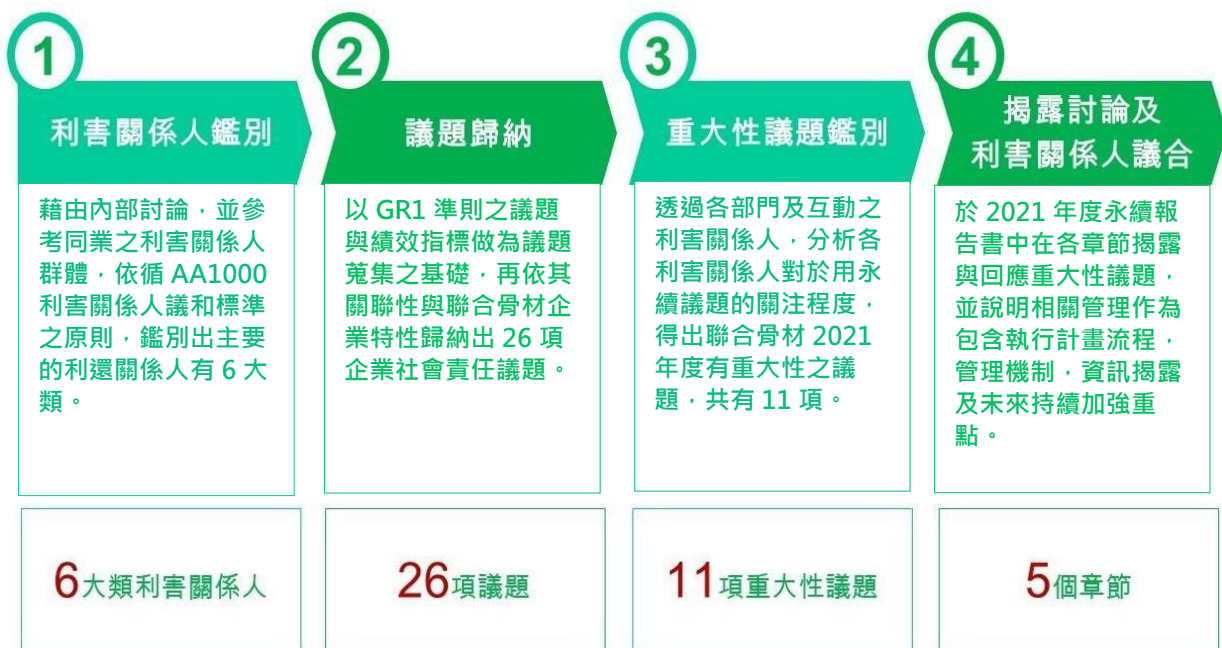 1
利害關係人鑑別
藉由內部討論，並參
考同業之利害關係人
群體，依循 AA1000
利害關係人議和標準
之原則，鑑別出主要
的利還關係人有 6 大
類。
6大類利害關係人
2
議題歸納
以 GR1 準則之議題
與績效指標做為議題
蒐集之基礎，再依其
關聯性與聯合骨材企
業特性歸納出 26 項
企業社會責任議題。
26項議題
3
重大性議題鑑別
透過各部門及互動之
利害關係人，分析各
利害關係人對於用永
續議題的關注程度，
得出聯合骨材 2021
年度有重大性之議
題，共有 11 項。
11項重大性議題
4
揭露討論及
利害關係人議合
於 2021 年度永續報
告書中在各章節揭露
與回應重大性議題，
並說明相關管理作為
包含執行計畫流程，
管理機制，資訊揭露
及未來持續加強重
點。
5個章節